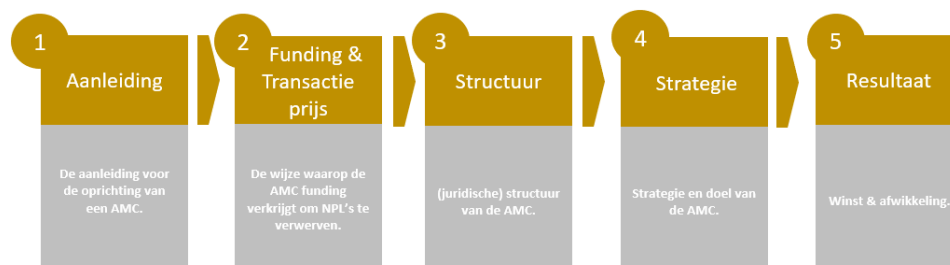 1
Aanleiding
De aanleiding voor
de oprichting van
een AMC.
2
Funding &
Transactie
prijs
De wijze waarop de
AMC funding
verkrijgt om NPL's te
verwerven.
3
Structuur
(juridische) structuur
van de AMC.
4
Strategie
Strategie en doel van
de AMC.
5
Resultaat
Winst & afwikkeling.